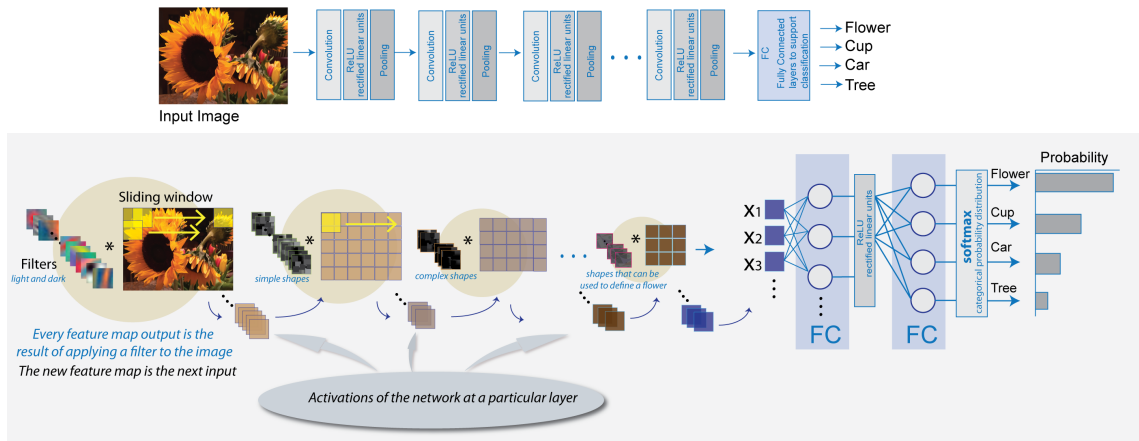 Input Image
Convolution
ReLU
rectified linear units
Pooling
Convolution
ReLU
rectified linear units
Pooling
Convolution
ReLU
rectified linear units
Pooling
Convolution
ReLU
rectified linear units
Pooling
FC
Fully Connected
layers to support
classification
Flower
Cup
Car
Tree
Sliding window
Filters
light and dark
*
simple shapes
*
complex shapes
*
shapes that can be
used to define a flower
*
Every feature map output is the
result of applying a filter to the image
The new feature map is the next input
Activations of the network at a particular layer
X1
X2
X3
FC
ReLU
rectified linear units
FC
softmax
categorical probability distribution
Probability
Flower
Cup
Car
Tree